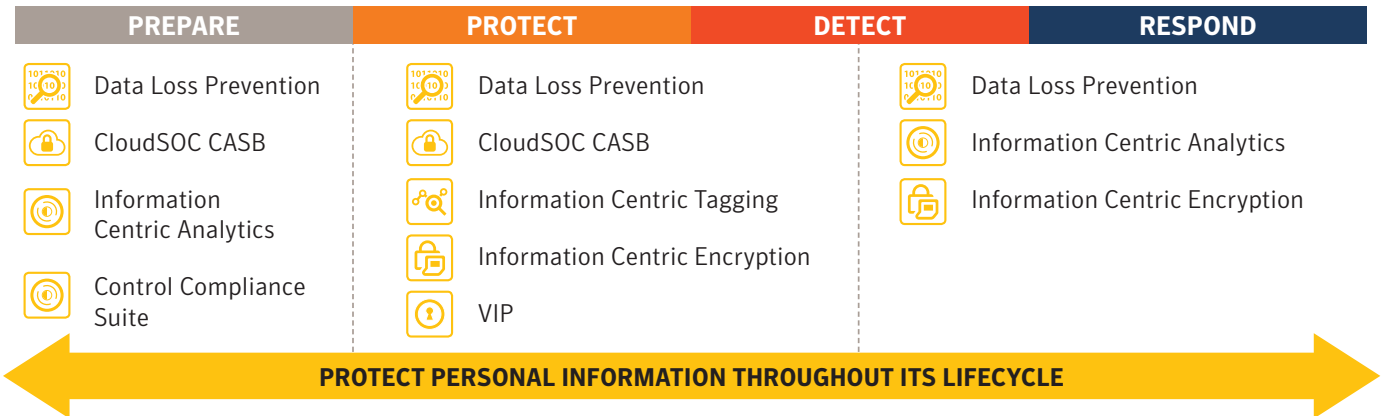 PREPARE
PROTECT
DETECT
RESPOND
Data Loss Prevention
CloudSOC CASB
Information
Centric Analytics
Control Compliance
Suite
Data Loss Prevention
CloudSOC CASB
Information Centric Tagging
Information Centric Encryption
VIP
Data Loss Prevention
Information Centric Analytics
Information Centric Encryption
PROTECT PERSONAL INFORMATION THROUGHOUT ITS LIFECYCLE